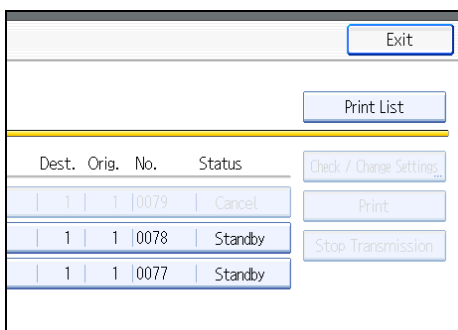 Exit
Print List
Dest. Orig. No. Status
Check / Change Settings...
1 1 0079 Cancel
Print
1 1 0078 Standby
Stop Transmission
1 1 0077 Standby